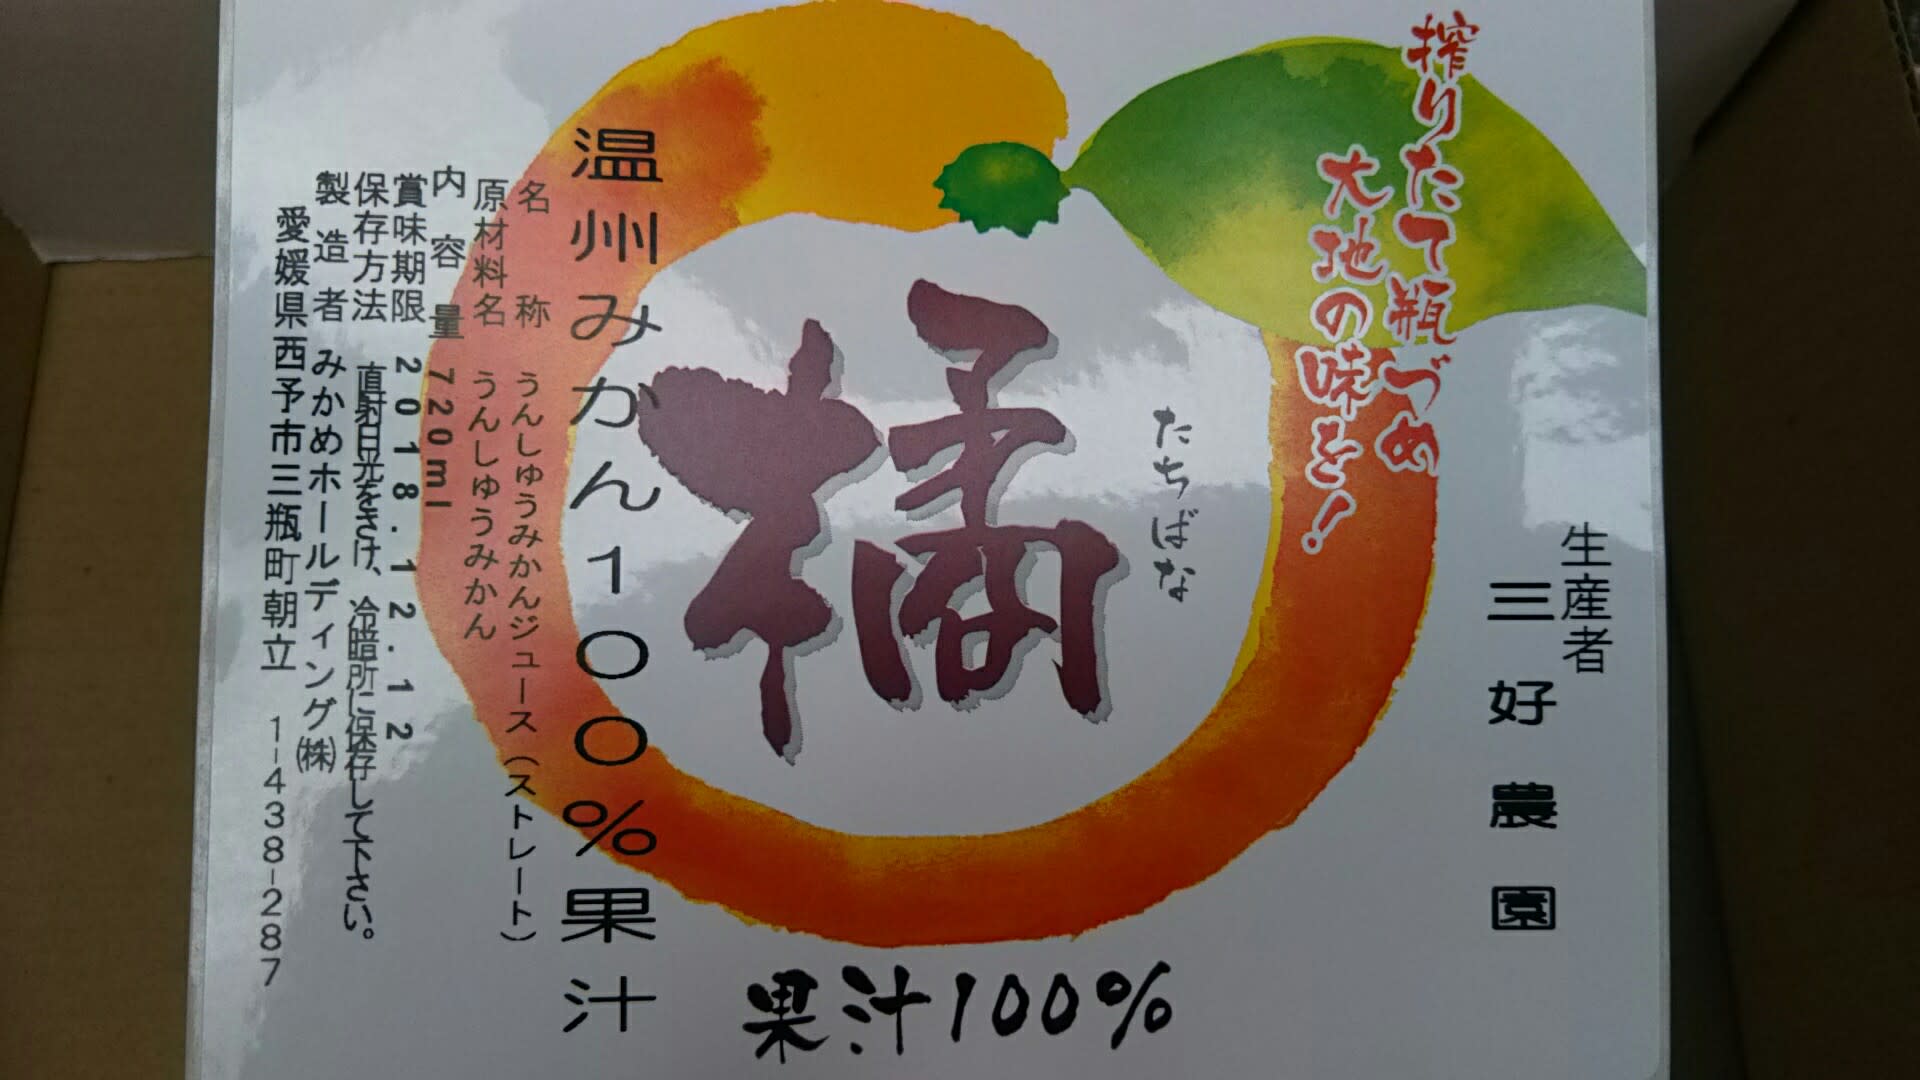 搾りたて瓶づめ
大地の味を!
生産者
三好農園
たちばな
橘
果汁100%
温州みかん100%果汁
名称 うんしゅうみかんジュース(ストレート)
原材料名 うんしゅうみかん
内容量 720ml
賞味期限 2018.12.12
保存方法 直射日光をさけ、冷暗所に保存して下さい。
製造者 みかめホールディング㈱
愛媛県西予市三瓶町朝立 1-438-287